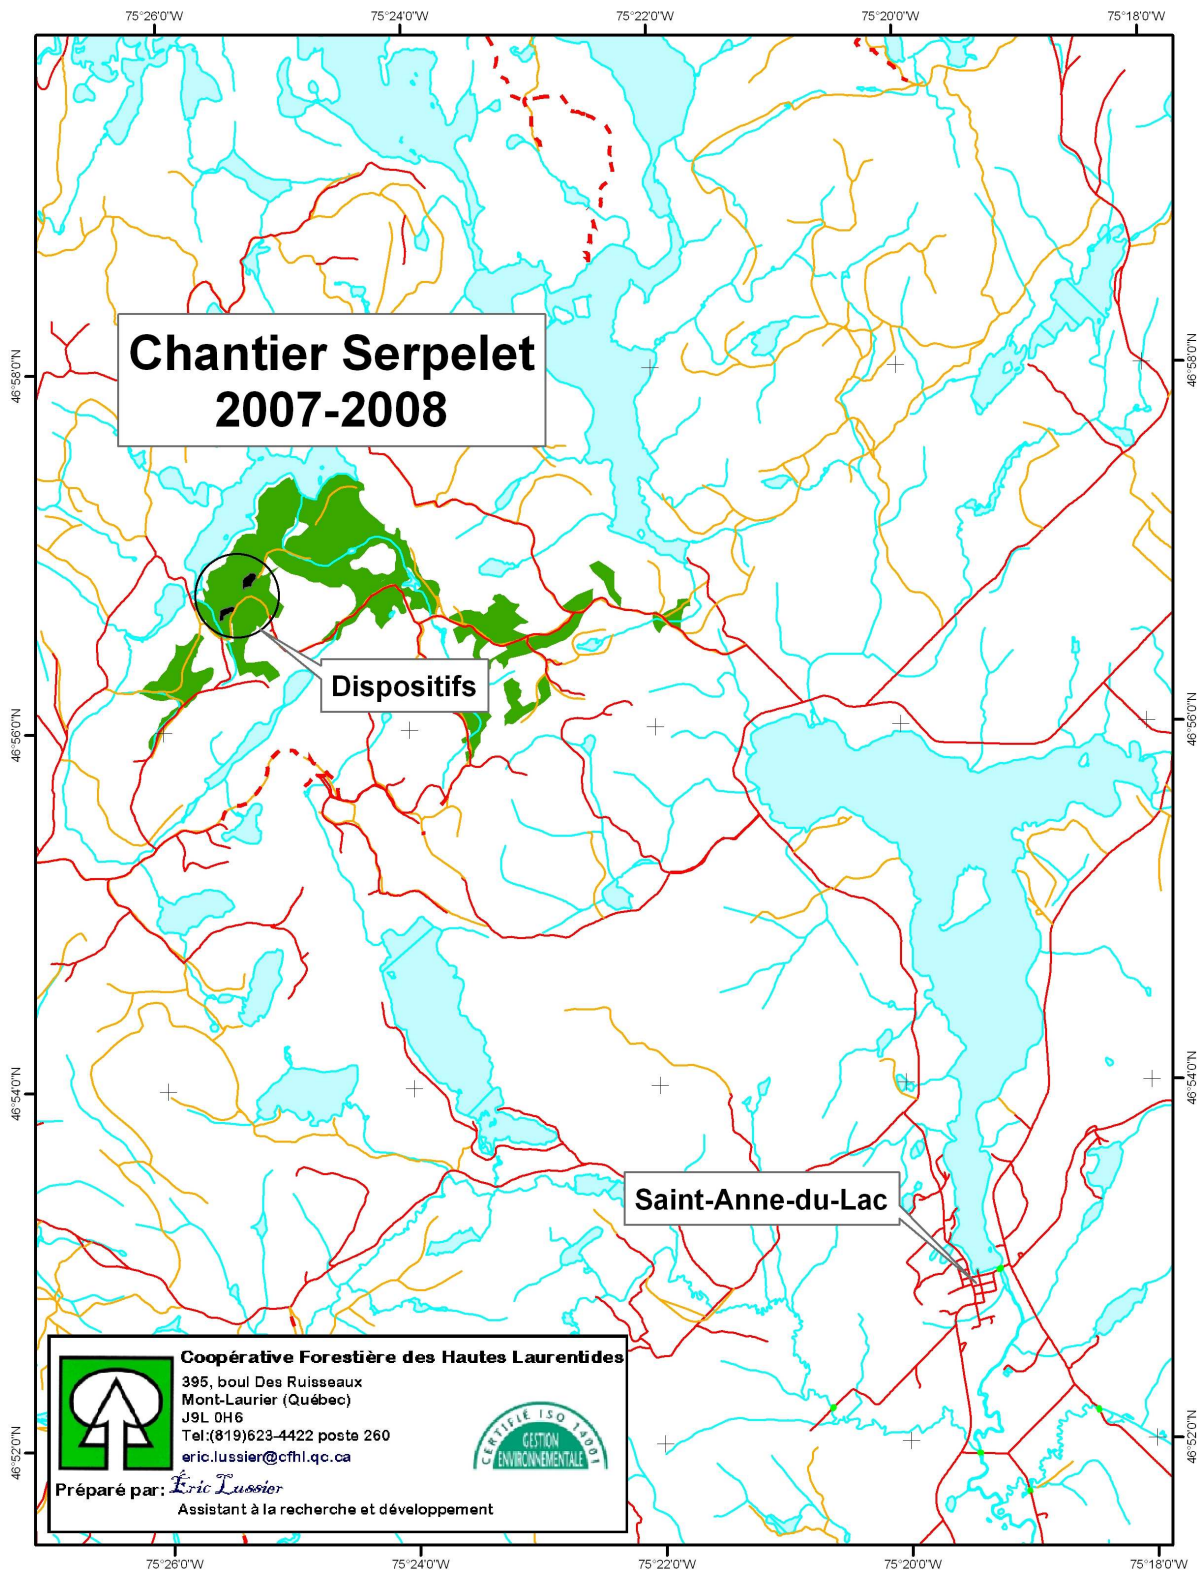 75°26'0"W 75°24'0"W 75°22'0"W 75°20'0"W 75°18'0"W
46°58'0"N
46°58'0"N
Chantier Serpelet
2007-2008
Dispositifs
46°56'0"N
46°56'0"N
46°54'0"N
46°54'0"N
Saint-Anne-du-Lac
Coopérative Forestière des Hautes Laurentides
395, boul Des Ruisseaux
Mont-Laurier (Québec)
J9L 0H6
Tel:(819)623-4422 poste 260
eric.lussier@cfhl.qc.ca
Préparé par: Éric Lussier
Assistant à la recherche et développement
CERTIFIÉ ISO 14001
GESTION
ENVIRONNEMENTALE
46°52'0"N
46°52'0"N
75°26'0"W 75°24'0"W 75°22'0"W 75°20'0"W 75°18'0"W